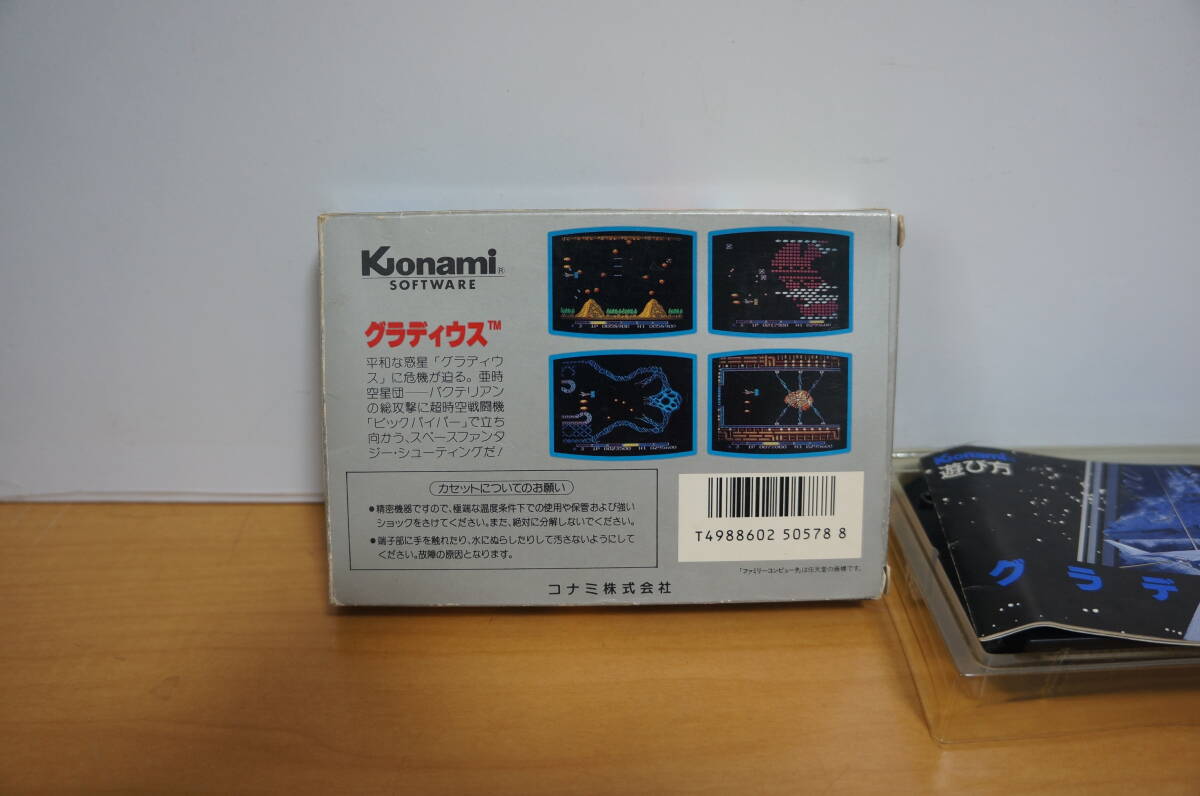 Konami®
SOFTWARE
グラディウス™
平和な惑星「グラディウ
ス」に危機が迫る。亜時
空星団──バクテリアン
の総攻撃に超時空戦闘機
「ビックバイパー」で立ち
向かう、スペースファンタ
ジー・シューティングだ!
カセットについてのお願い
●精密機器ですので、極端な温度条件下での使用や保管および強い
ショックをさけてください。また、絶対に分解しないでください。
●端子部に手を触れたり、水にぬらしたりして汚さないようにして
ください。故障の原因となります。
T4988602 50578 8
「ファミリーコンピュータ」は任天堂の商標です。
コナミ株式会社
Konami
遊び方
グラデ